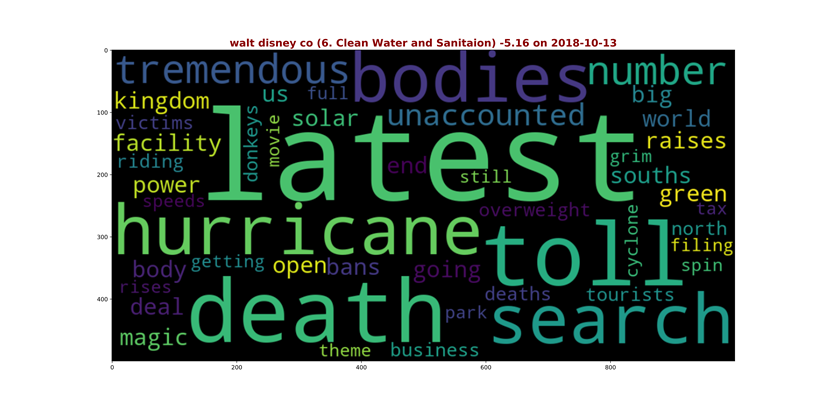 walt disney co (6. Clean Water and Sanitaion) -5.16 on 2018-10-13
0
100
200
300
400
0
200
400
600
800
tremendous
bodies
number
kingdom
us
full
big
victims
donkeys
movie
solar
unaccounted
world
facility
latest
raises
riding
end
grim
power
still
souths
speeds
green
hurricane
overweight
tax
toll
cyclone
north
filing
body
getting
open
bans
going
spin
rises
death
deaths
tourists
deal
park
search
magic
theme
business